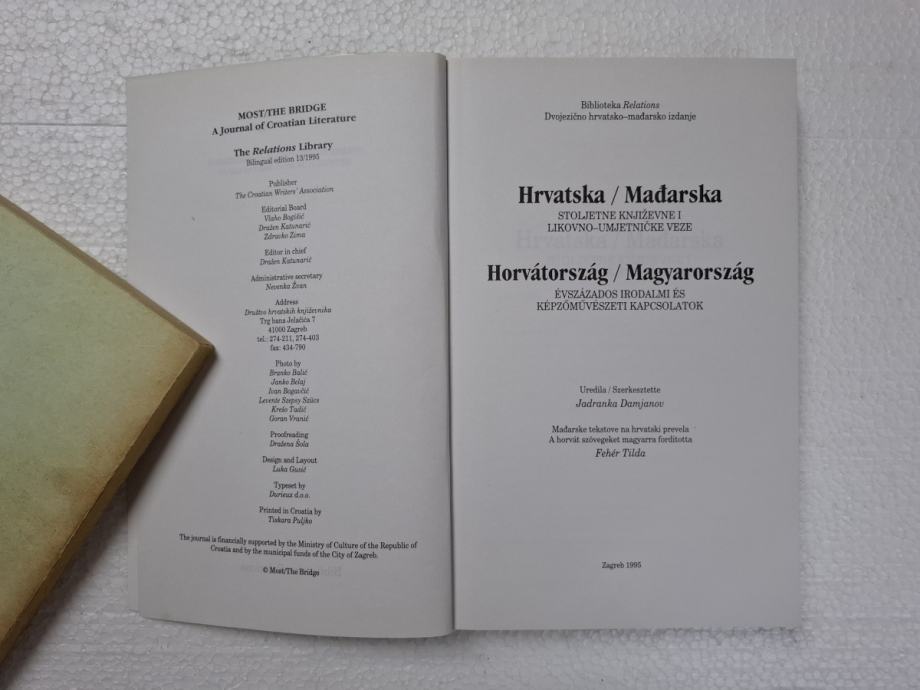 MOST/THE BRIDGE
A Journal of Croatian Literature
The Relations Library
Bilingual edition 13/1995
Publisher
The Croatian Writers' Association
Editorial Board
Vlaho Bogišić
Dražen Katunarić
Zdravko Zima
Editor in chief
Dražen Katunarić
Administrative secretary
Nevenka Žvan
Address
Društvo hrvatskih književnika
Trg bana Jelačića 7
41000 Zagreb
tel.: 274-211, 274-403
fax: 434-790
Photo by
Branko Balić
Janko Belaj
Ivan Bogavčić
Levente Szepsy Szücs
Krešo Tadić
Goran Vranić
Proofreading
Dražena Šola
Design and Layout
Luka Gusić
Typeset by
Durieux d.o.o.
Printed in Croatia by
Tiskara Puljko
The journal is financially supported by the Ministry of Culture of the Republic of
Croatia and by the municipal funds of the City of Zagreb.
© Most/The Bridge
Biblioteka Relations
Dvojezično hrvatsko–mađarsko izdanje
Hrvatska / Mađarska
STOLJETNE KNJIŽEVNE I
LIKOVNO–UMJETNIČKE VEZE
Horvátország / Magyarország
ÉVSZÁZADOS IRODALMI ÉS
KÉPZŐMŰVÉSZETI KAPCSOLATOK
Uredila / Szerkesztette
Jadranka Damjanov
Mađarske tekstove na hrvatski prevela
A horvát szövegeket magyarra fordította
Fehér Tilda
Zagreb 1995